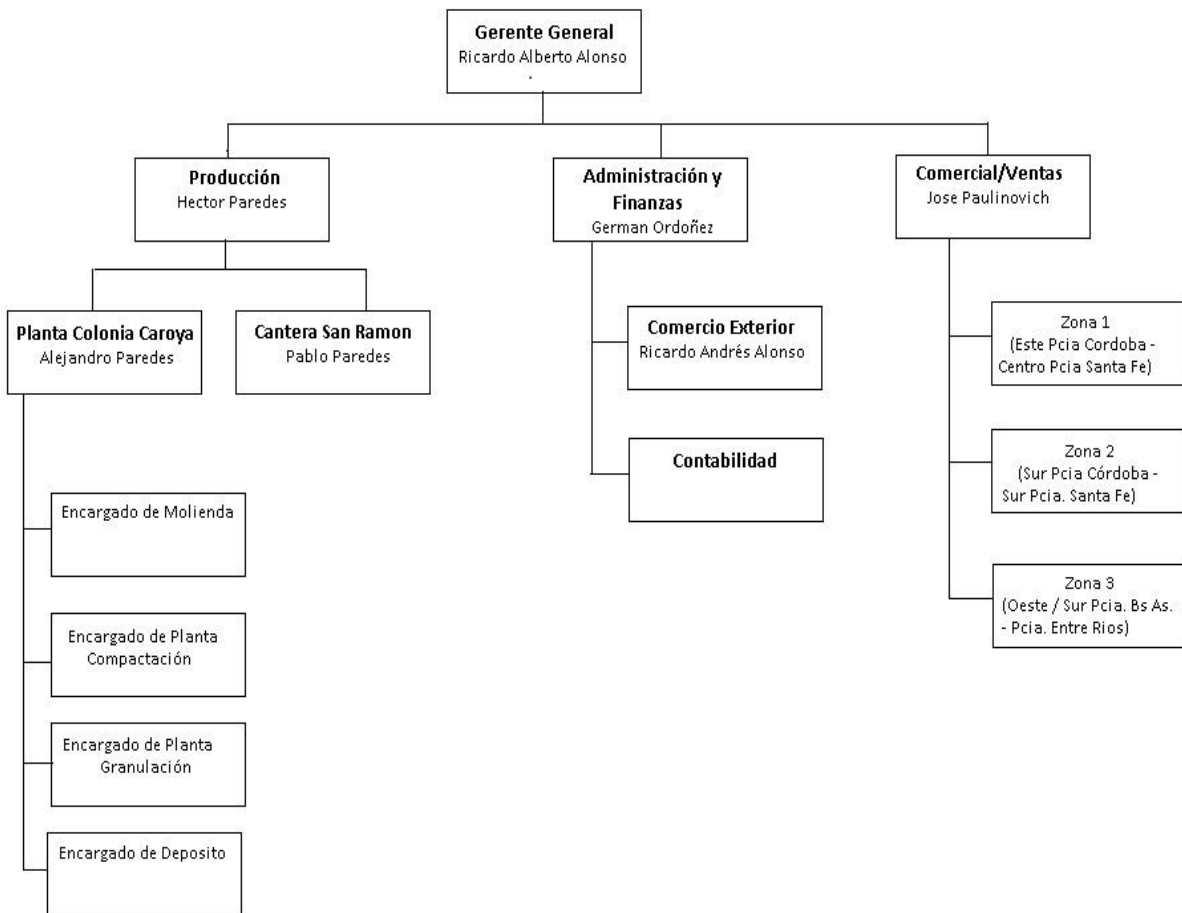 Gerente General
Ricardo Alberto Alonso
.
Producción
Hector Paredes
Administración y
Finanzas
German Ordoñez
Comercial/Ventas
Jose Paulinovich
Planta Colonia Caroya
Alejandro Paredes
Cantera San Ramon
Pablo Paredes
Encargado de Molienda
Encargado de Planta
Compactación
Encargado de Planta
Granulación
Encargado de Deposito
Comercio Exterior
Ricardo Andrés Alonso
Contabilidad
Zona 1
(Este Pcia Cordoba -
Centro Pcia Santa Fe)
Zona 2
(Sur Pcia Córdoba -
Sur Pcia. Santa Fe)
Zona 3
(Oeste / Sur Pcia. Bs As.
- Pcia. Entre Rios)